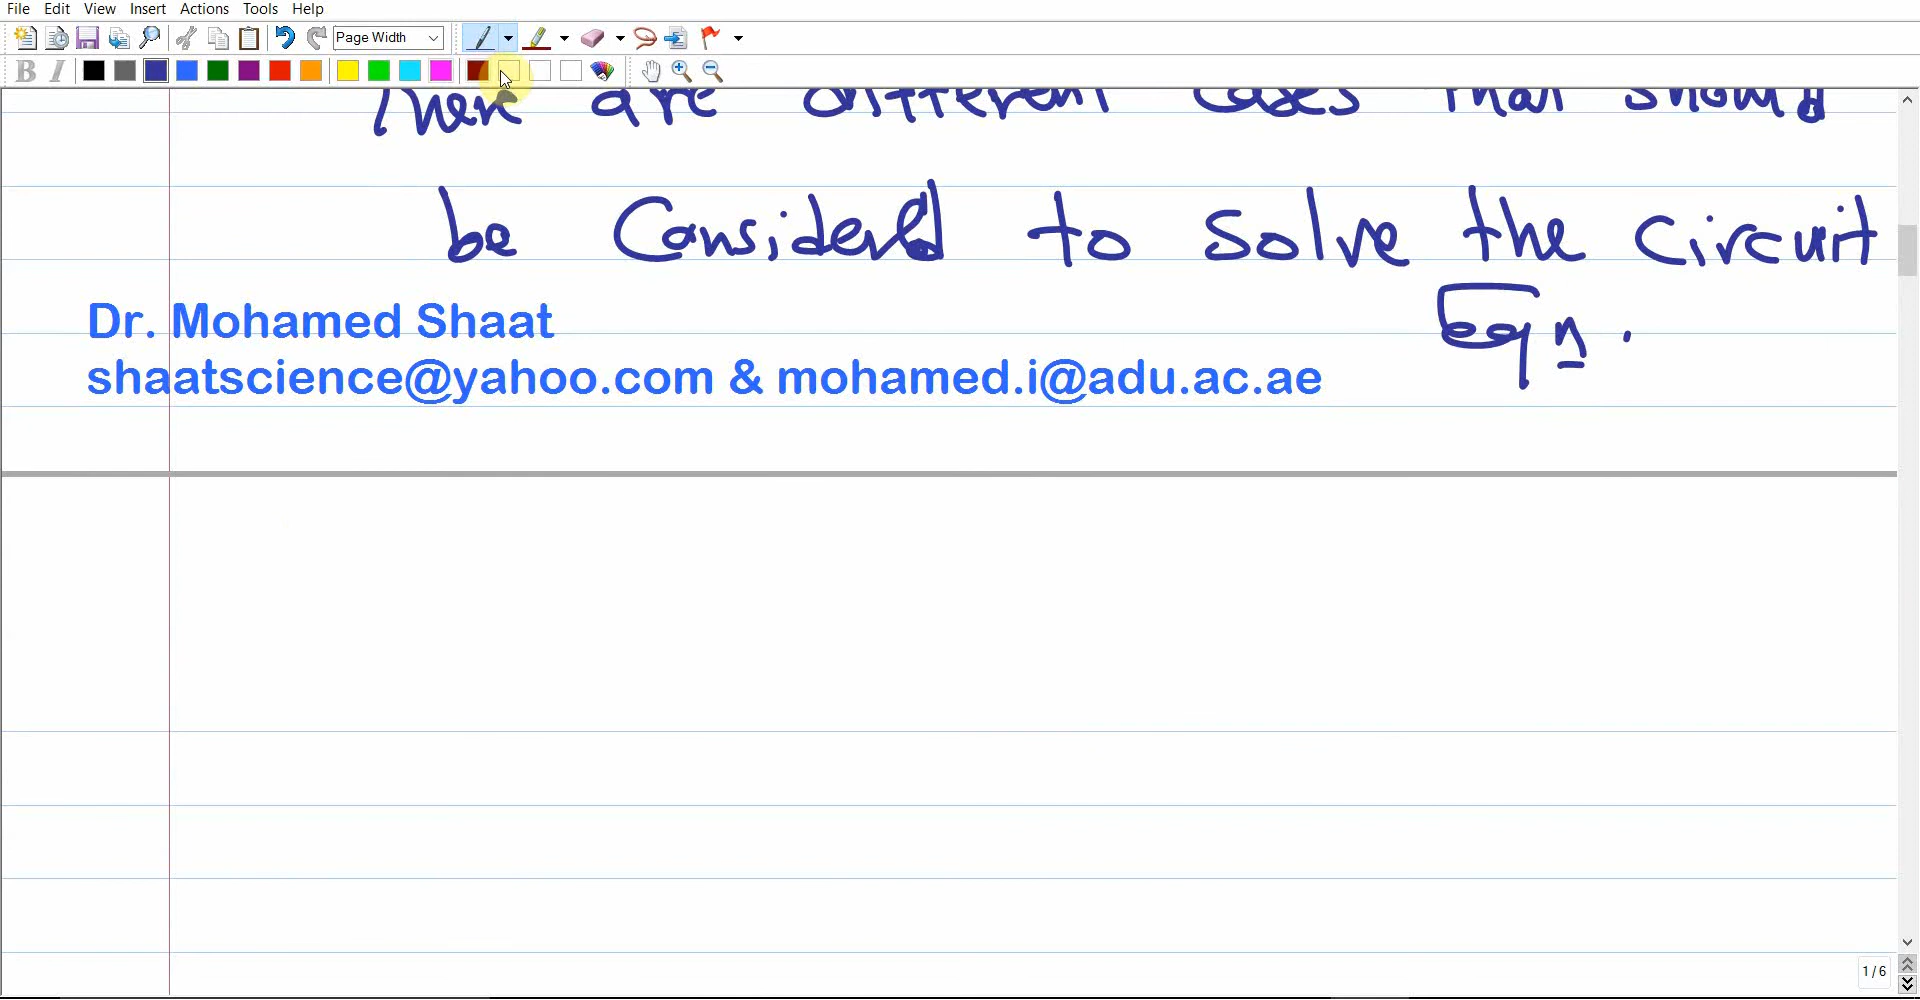 File Edit View Insert Actions Tools Help
Page Width
B I
There are different cases that should
be Considered to solve the circuit
Eqn.
Dr. Mohamed Shaat
shaatscience@yahoo.com & mohamed.i@adu.ac.ae
1 / 6